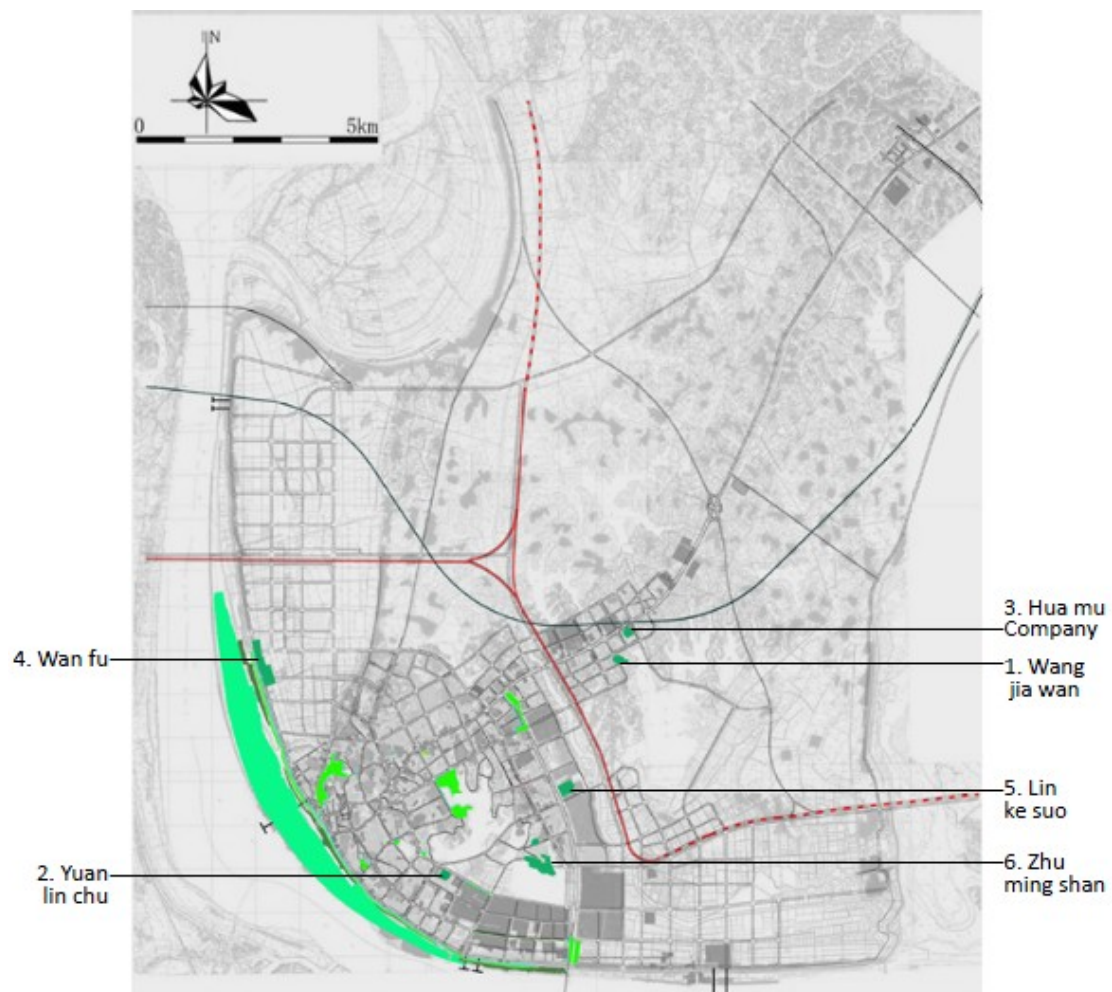 N
0
5km
3. Hua mu
Company
4. Wan fu
1. Wang
jia wan
5. Lin
ke suo
2. Yuan
lin chu
6. Zhu
ming shan